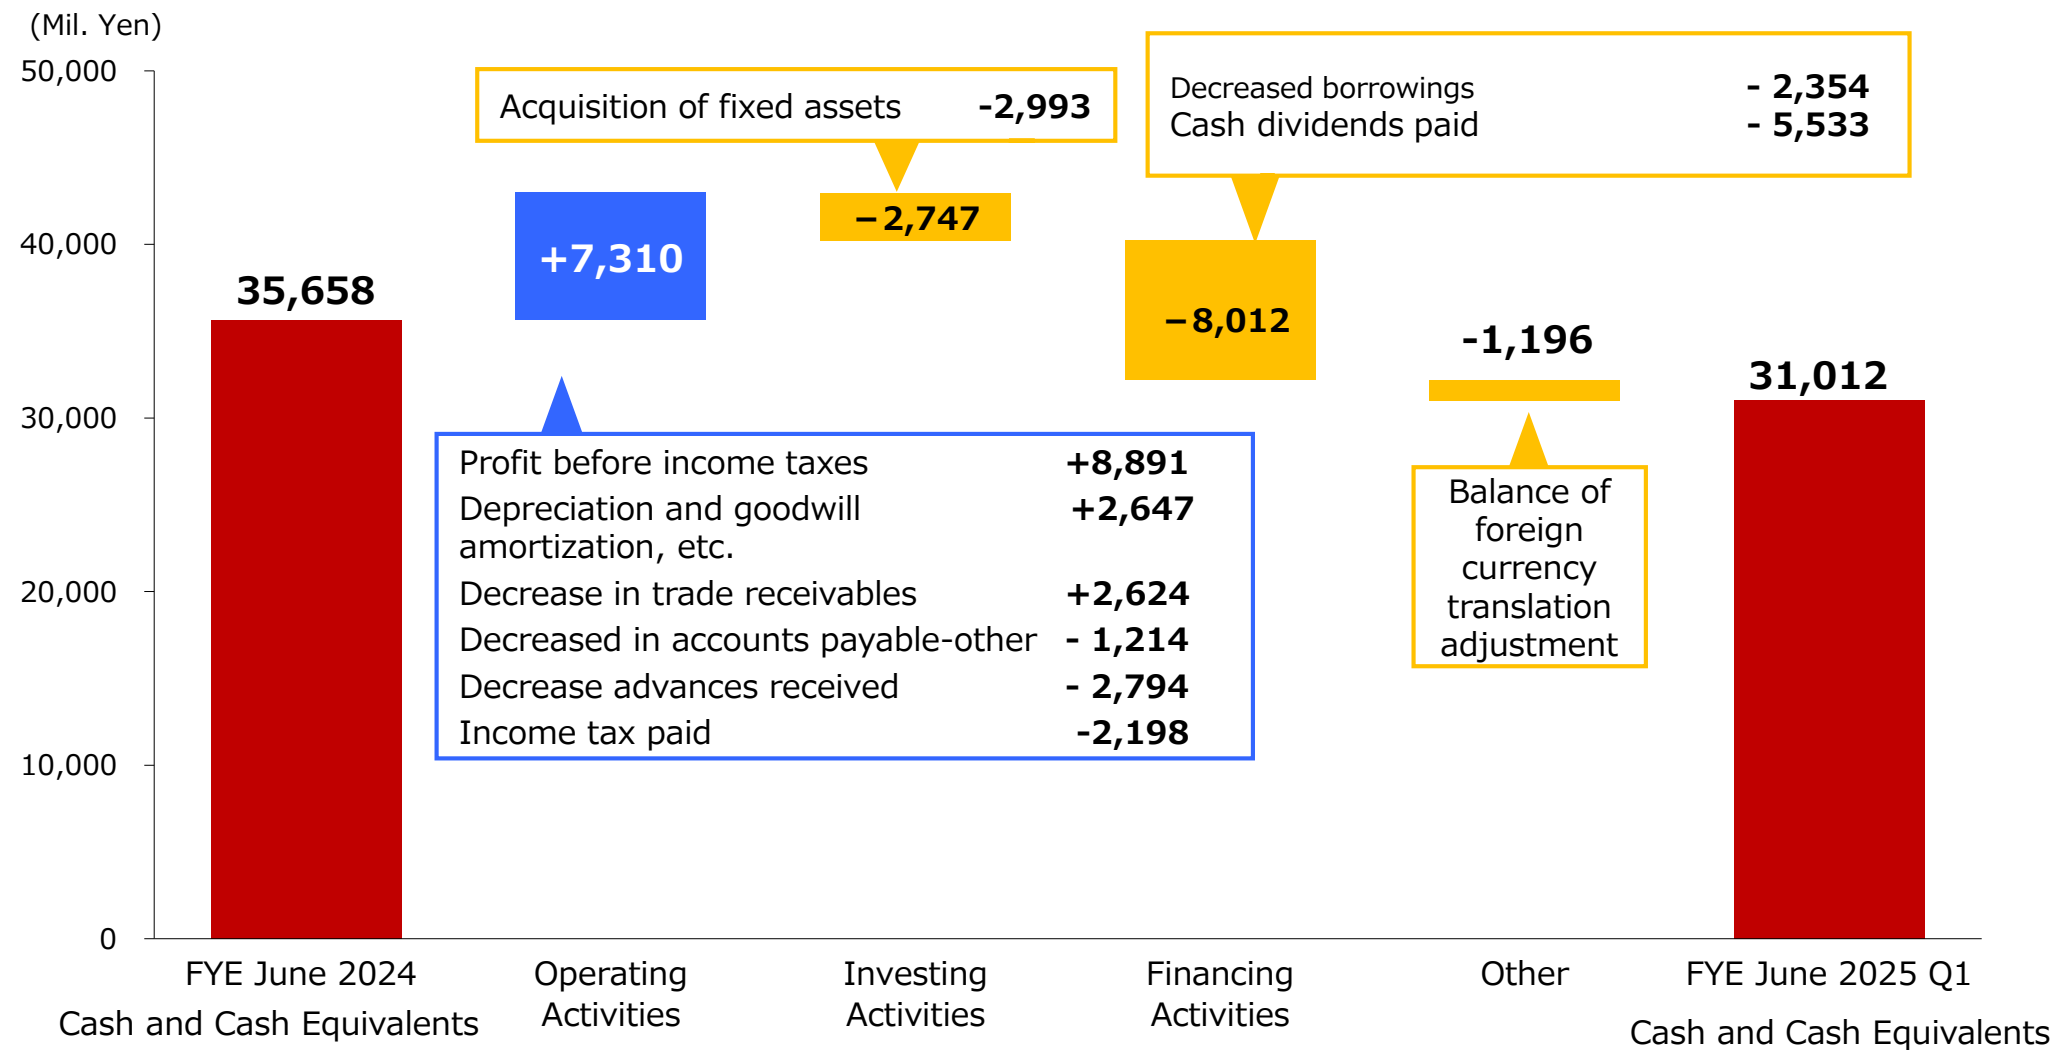 (Mil. Yen)
50,000
40,000
30,000
20,000
10,000
0
Acquisition of fixed assets -2,993
Decreased borrowings - 2,354
Cash dividends paid - 5,533
35,658
+7,310
−2,747
−8,012
-1,196
31,012
Profit before income taxes +8,891
Depreciation and goodwill +2,647
amortization, etc.
Decrease in trade receivables +2,624
Decreased in accounts payable-other - 1,214
Decrease advances received - 2,794
Income tax paid -2,198
Balance of
foreign
currency
translation
adjustment
FYE June 2024
Cash and Cash Equivalents
Operating
Activities
Investing
Activities
Financing
Activities
Other
FYE June 2025 Q1
Cash and Cash Equivalents